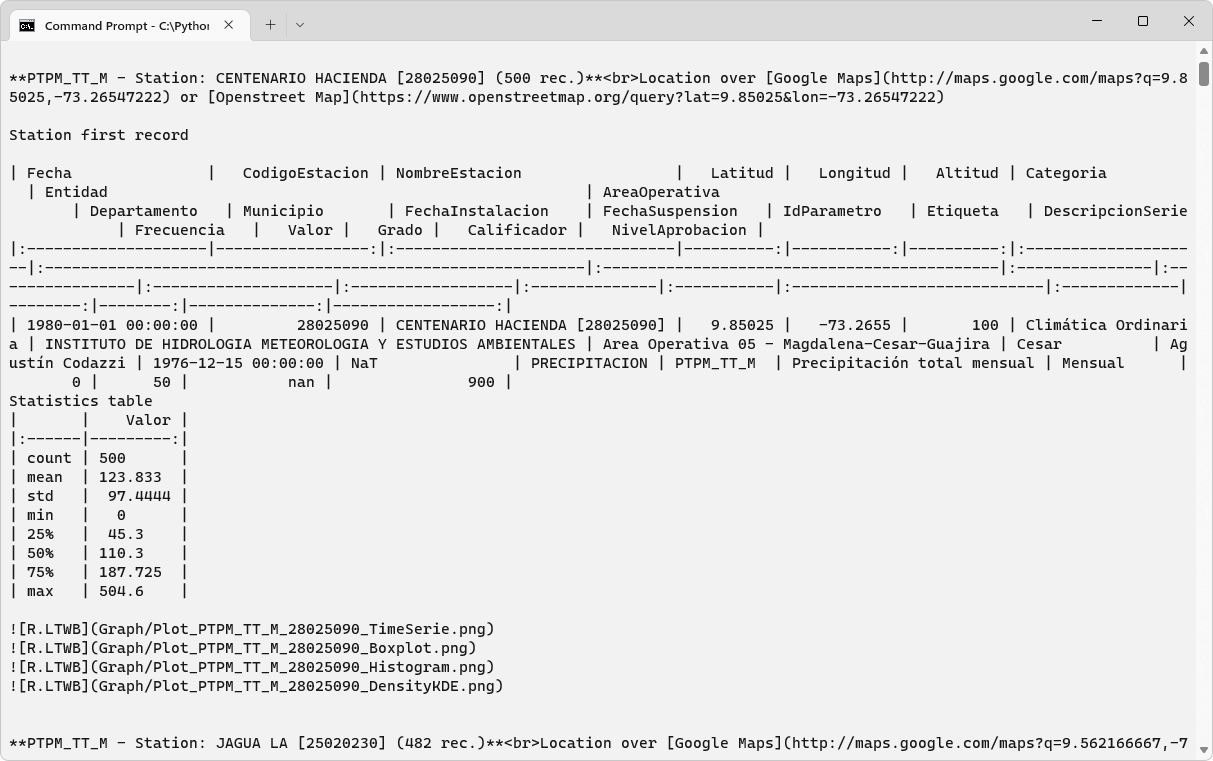 Command Prompt - C:\Python
**PTPM_TT_M - Station: CENTENARIO HACIENDA [28025090] (500 rec.)**<br>Location over [Google Maps](http://maps.google.com/maps?q=9.8
5025,-73.26547222) or [Openstreet Map](https://www.openstreetmap.org/query?lat=9.85025&lon=-73.26547222)
Station first record
| Fecha               |   CodigoEstacion | NombreEstacion                 |   Latitud |   Longitud |   Altitud | Categoria
  | Entidad                                                     | AreaOperativa
       | Departamento   | Municipio       | FechaInstalacion    | FechaSuspension   | IdParametro   | Etiqueta   | DescripcionSerie
            | Frecuencia   |   Valor |   Grado |   Calificador |   NivelAprobacion |
|:--------------------|-----------------:|:-------------------------------|----------:|-----------:|----------:|:------------------
--|:------------------------------------------------------------|:--------------------------------------------|:---------------|:--
--------------|:--------------------|:------------------|:--------------|:-----------|:----------------------------|:-------------|
---------:|--------:|--------------:|------------------:|
| 1980-01-01 00:00:00 |         28025090 | CENTENARIO HACIENDA [28025090] |   9.85025 |   -73.2655 |       100 | Climática Ordinari
a | INSTITUTO DE HIDROLOGIA METEOROLOGIA Y ESTUDIOS AMBIENTALES | Area Operativa 05 - Magdalena-Cesar-Guajira | Cesar          | Ag
ustín Codazzi | 1976-12-15 00:00:00 | NaT               | PRECIPITACION | PTPM_TT_M  | Precipitación total mensual | Mensual      |
       0 |      50 |           nan |               900 |
Statistics table
|       |    Valor |
|:------|---------:|
| count | 500      |
| mean  | 123.833  |
| std   |  97.4444 |
| min   |   0      |
| 25%   |  45.3    |
| 50%   | 110.3    |
| 75%   | 187.725  |
| max   | 504.6    |
![R.LTWB](Graph/Plot_PTPM_TT_M_28025090_TimeSerie.png)
![R.LTWB](Graph/Plot_PTPM_TT_M_28025090_Boxplot.png)
![R.LTWB](Graph/Plot_PTPM_TT_M_28025090_Histogram.png)
![R.LTWB](Graph/Plot_PTPM_TT_M_28025090_DensityKDE.png)
**PTPM_TT_M - Station: JAGUA LA [25020230] (482 rec.)**<br>Location over [Google Maps](http://maps.google.com/maps?q=9.562166667,-7